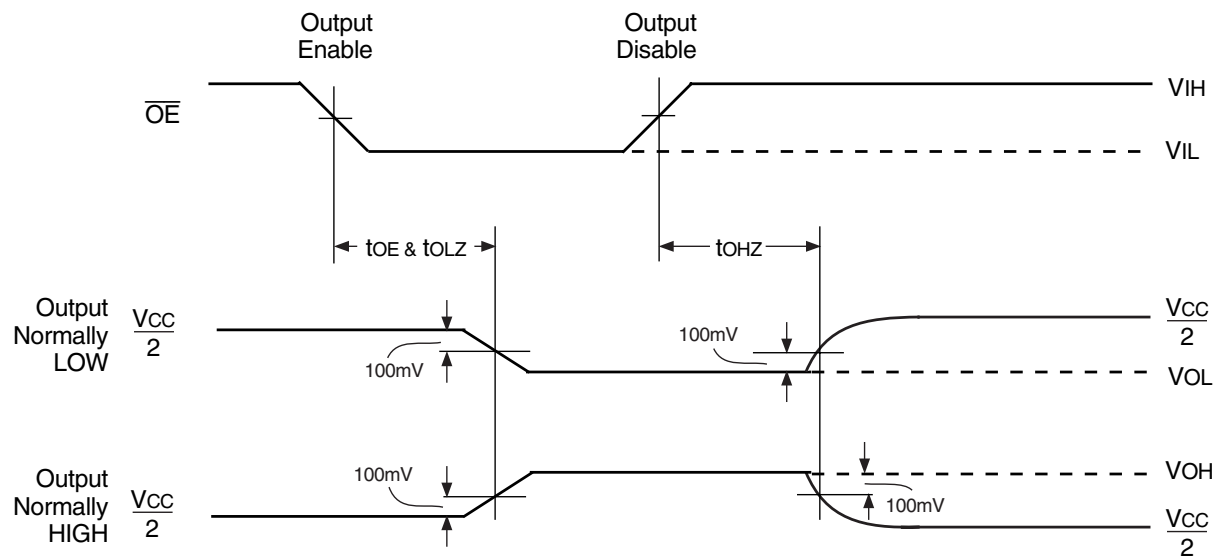 Output
Enable
Output
Disable
OE
VIH
VIL
tOE & tOLZ
tOHZ
Output
Normally
LOW
VCC
2
100mV
100mV
VCC
2
VOL
Output
Normally
HIGH
VCC
2
100mV
VOH
100mV
VCC
2